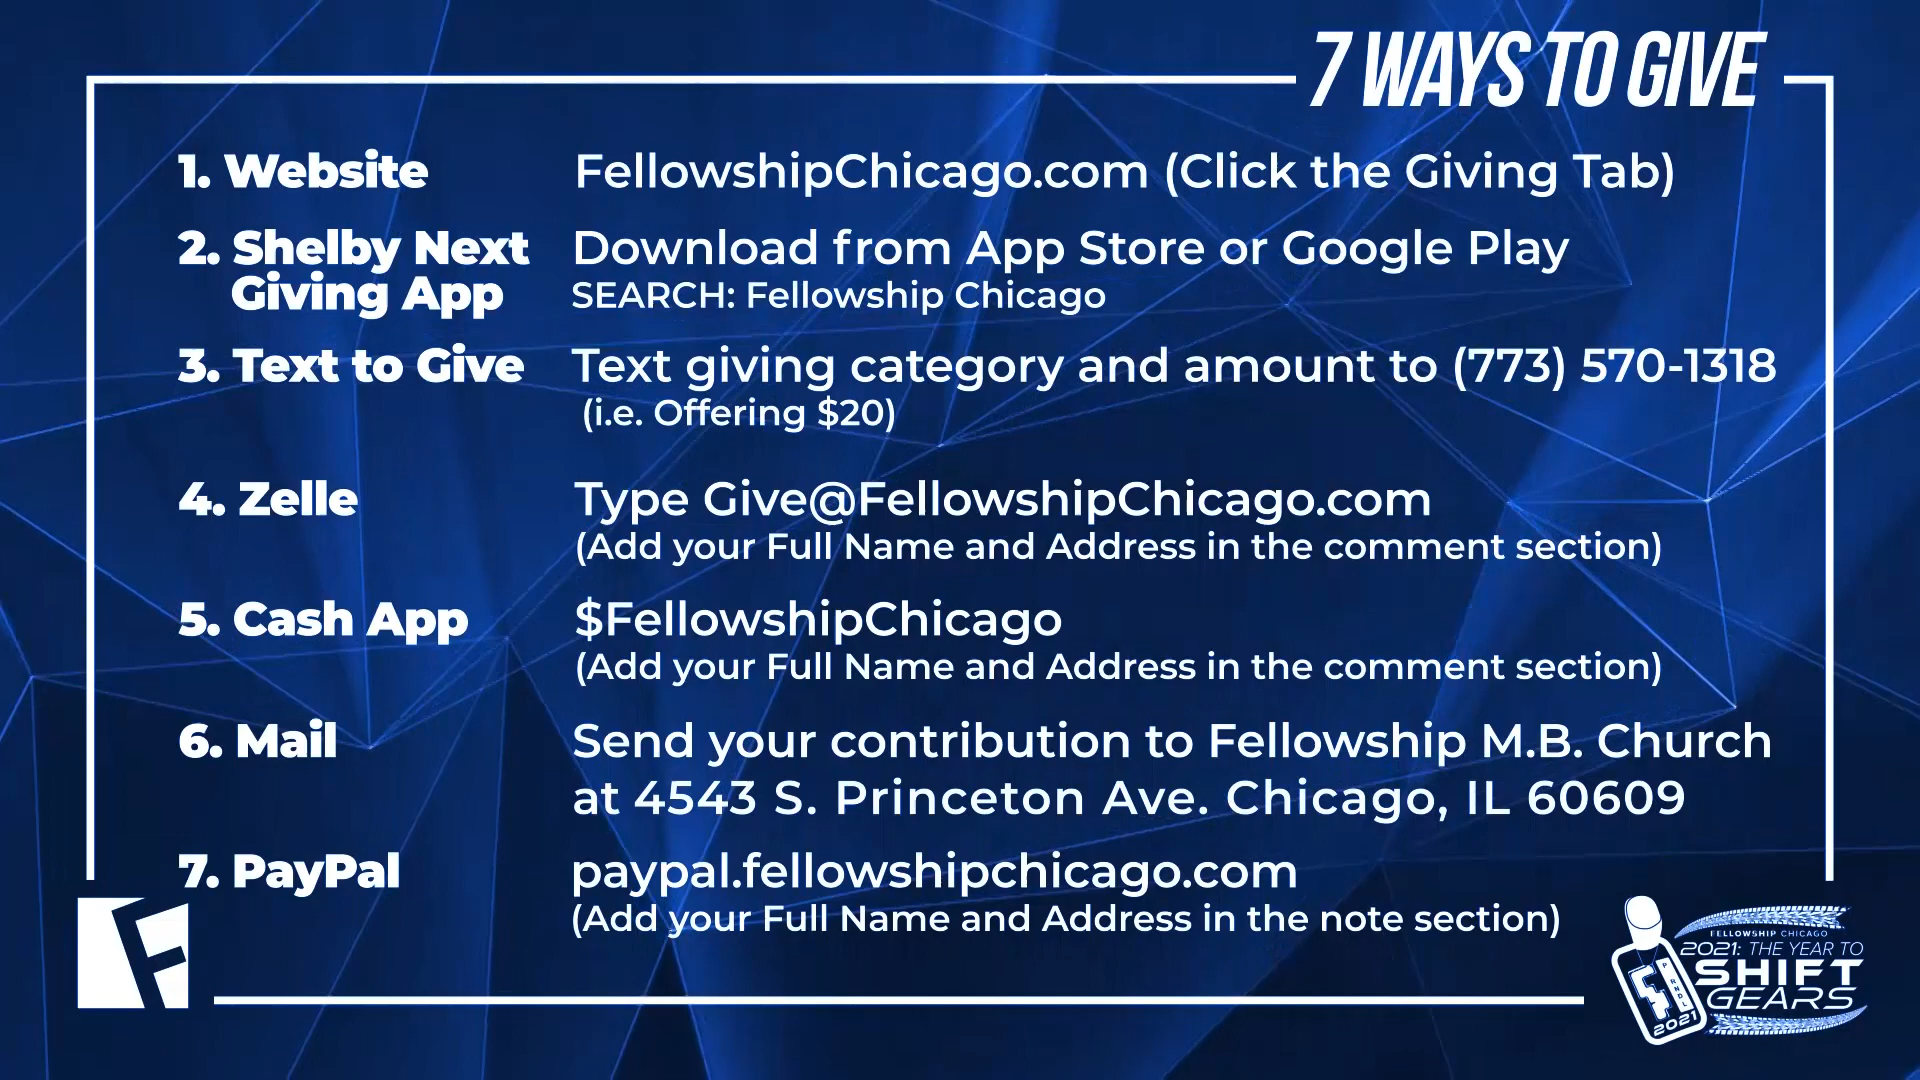 7 WAYS TO GIVE
1. Website FellowshipChicago.com (Click the Giving Tab)
2. Shelby Next Download from App Store or Google Play
Giving App SEARCH: Fellowship Chicago
3. Text to Give Text giving category and amount to (773) 570-1318
(i.e. Offering $20)
4. Zelle Type Give@FellowshipChicago.com
(Add your Full Name and Address in the comment section)
5. Cash App $FellowshipChicago
(Add your Full Name and Address in the comment section)
6. Mail Send your contribution to Fellowship M.B. Church
at 4543 S. Princeton Ave. Chicago, IL 60609
7. PayPal paypal.fellowshipchicago.com
(Add your Full Name and Address in the note section)
F
FELLOWSHIP CHICAGO
2021: THE YEAR TO
SHIFT
GEARS
P R N D L
2021